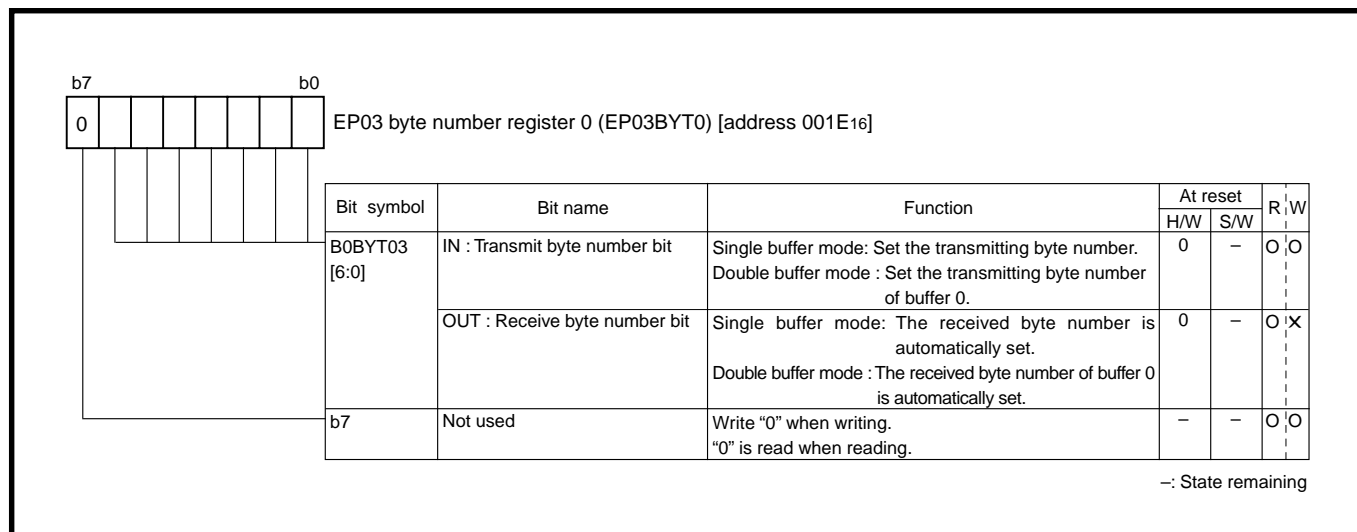 b7 b0
0 EP03 byte number register 0 (EP03BYT0) [address 001E16]
Bit symbol Bit name Function At reset R W
H/W S/W
B0BYT03 IN : Transmit byte number bit Single buffer mode: Set the transmitting byte number. 0 – O O
[6:0] Double buffer mode : Set the transmitting byte number
of buffer 0.
OUT : Receive byte number bit Single buffer mode: The received byte number is 0 – O ×
automatically set.
Double buffer mode : The received byte number of buffer 0
is automatically set.
b7 Not used Write “0” when writing. – – O O
“0” is read when reading.
–: State remaining